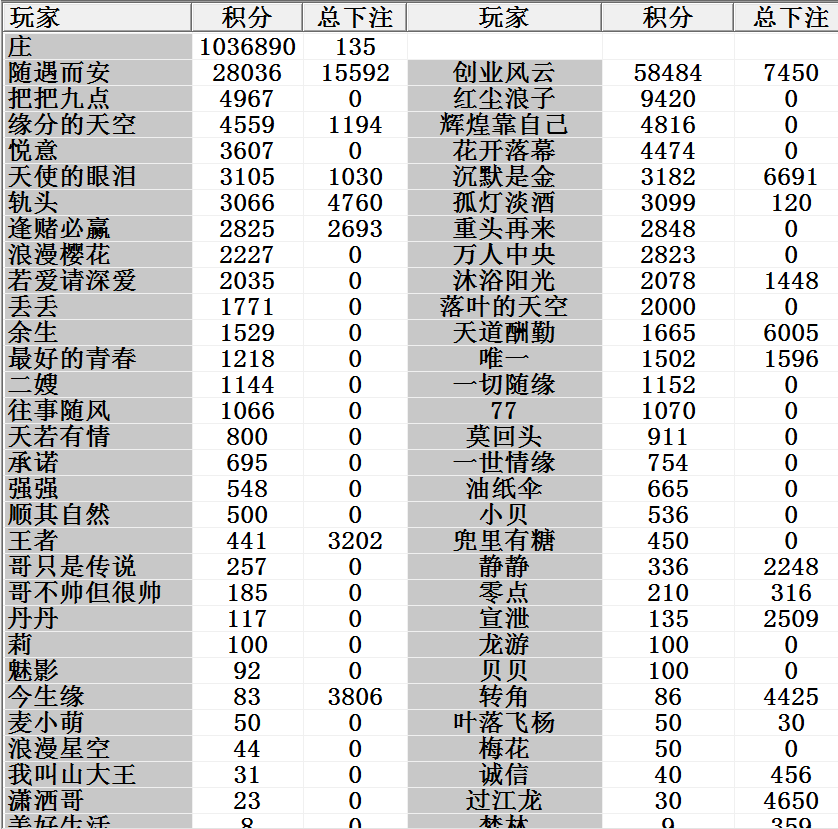 玩家 积分 总下注 玩家 积分 总下注
庄 1036890 135
随遇而安 28036 15592 创业风云 58484 7450
把把九点 4967 0 红尘浪子 9420 0
缘分的天空 4559 1194 辉煌靠自己 4816 0
悦意 3607 0 花开落幕 4474 0
天使的眼泪 3105 1030 沉默是金 3182 6691
轨头 3066 4760 孤灯淡酒 3099 120
逢赌必赢 2825 2693 重头再来 2848 0
浪漫樱花 2227 0 万人中央 2823 0
若爱请深爱 2035 0 沐浴阳光 2078 1448
丢丢 1771 0 落叶的天空 2000 0
余生 1529 0 天道酬勤 1665 6005
最好的青春 1218 0 唯一 1502 1596
二嫂 1144 0 一切随缘 1152 0
往事随风 1066 0 77 1070 0
天若有情 800 0 莫回头 911 0
承诺 695 0 一世情缘 754 0
强强 548 0 油纸伞 665 0
顺其自然 500 0 小贝 536 0
王者 441 3202 兜里有糖 450 0
哥只是传说 257 0 静静 336 2248
哥不帅但很帅 185 0 零点 210 316
丹丹 117 0 宣泄 135 2509
莉 100 0 龙游 100 0
魅影 92 0 贝贝 100 0
今生缘 83 3806 转角 86 4425
麦小萌 50 0 叶落飞杨 50 30
浪漫星空 44 0 梅花 50 0
我叫山大王 31 0 诚信 40 456
潇洒哥 23 0 过江龙 30 4650
美好生活 8 0 梦林 9 359